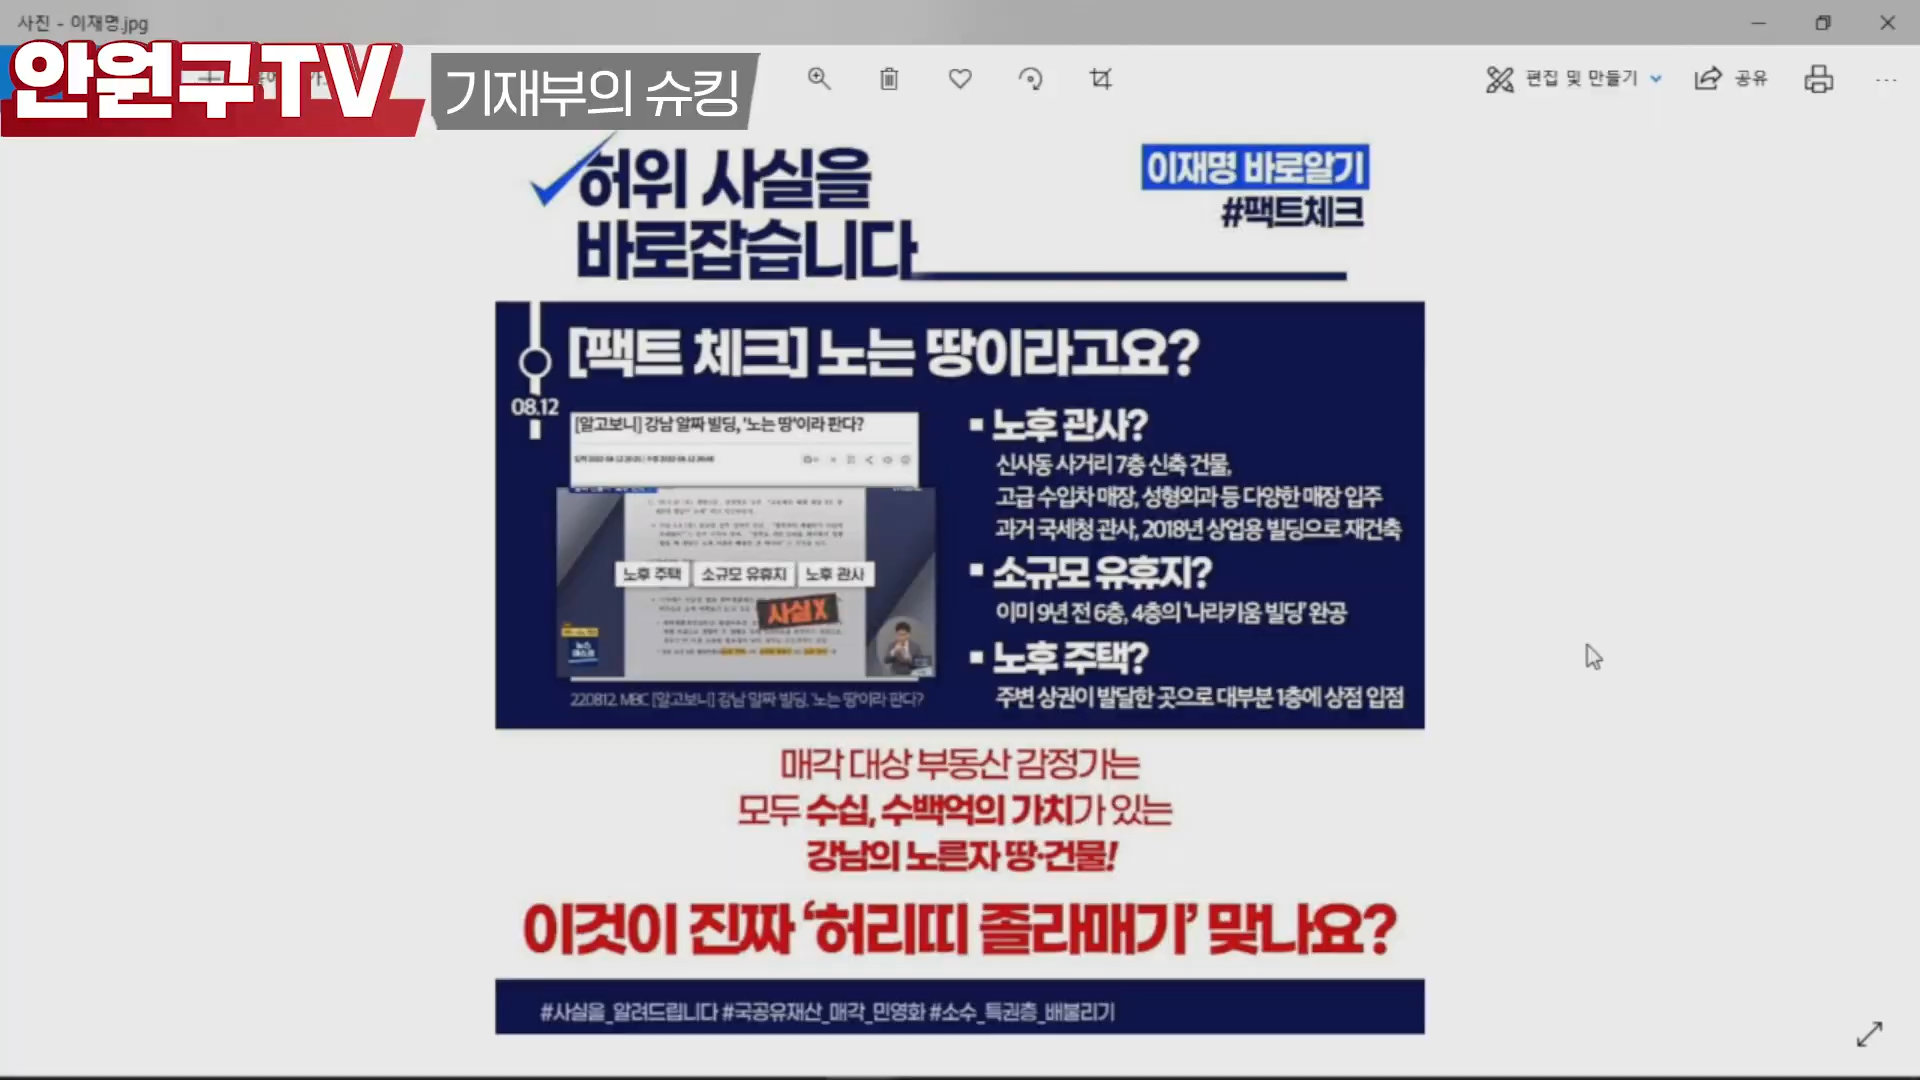 사진 - 이재명.jpg
안원구TV
기재부의 슈킹
편집 및 만들기
공유
허위 사실을
바로잡습니다
이재명 바로알기
#팩트체크
[팩트 체크] 노는 땅이라고요?
08.12
[알고보니] 강남 알짜 빌딩, '노는 땅'이라 판다?
노후 주택
소규모 유휴지
노후 관사
사실X
220812. MBC [알고보니] 강남 알짜 빌딩, '노는 땅'이라 판다?
▪ 노후 관사?
신사동 사거리 7층 신축 건물,
고급 수입차 매장, 성형외과 등 다양한 매장 입주
과거 국세청 관사, 2018년 상업용 빌딩으로 재건축
▪ 소규모 유휴지?
이미 9년 전 6층, 4층의 '나라키움 빌딩' 완공
▪ 노후 주택?
주변 상권이 발달한 곳으로 대부분 1층에 상점 입점
매각 대상 부동산 감정가는
모두 수십, 수백억의 가치가 있는
강남의 노른자 땅·건물!
이것이 진짜 '허리띠 졸라매기' 맞나요?
#사실을_알려드립니다 #국공유재산_매각_민영화 #소수_특권층_배불리기